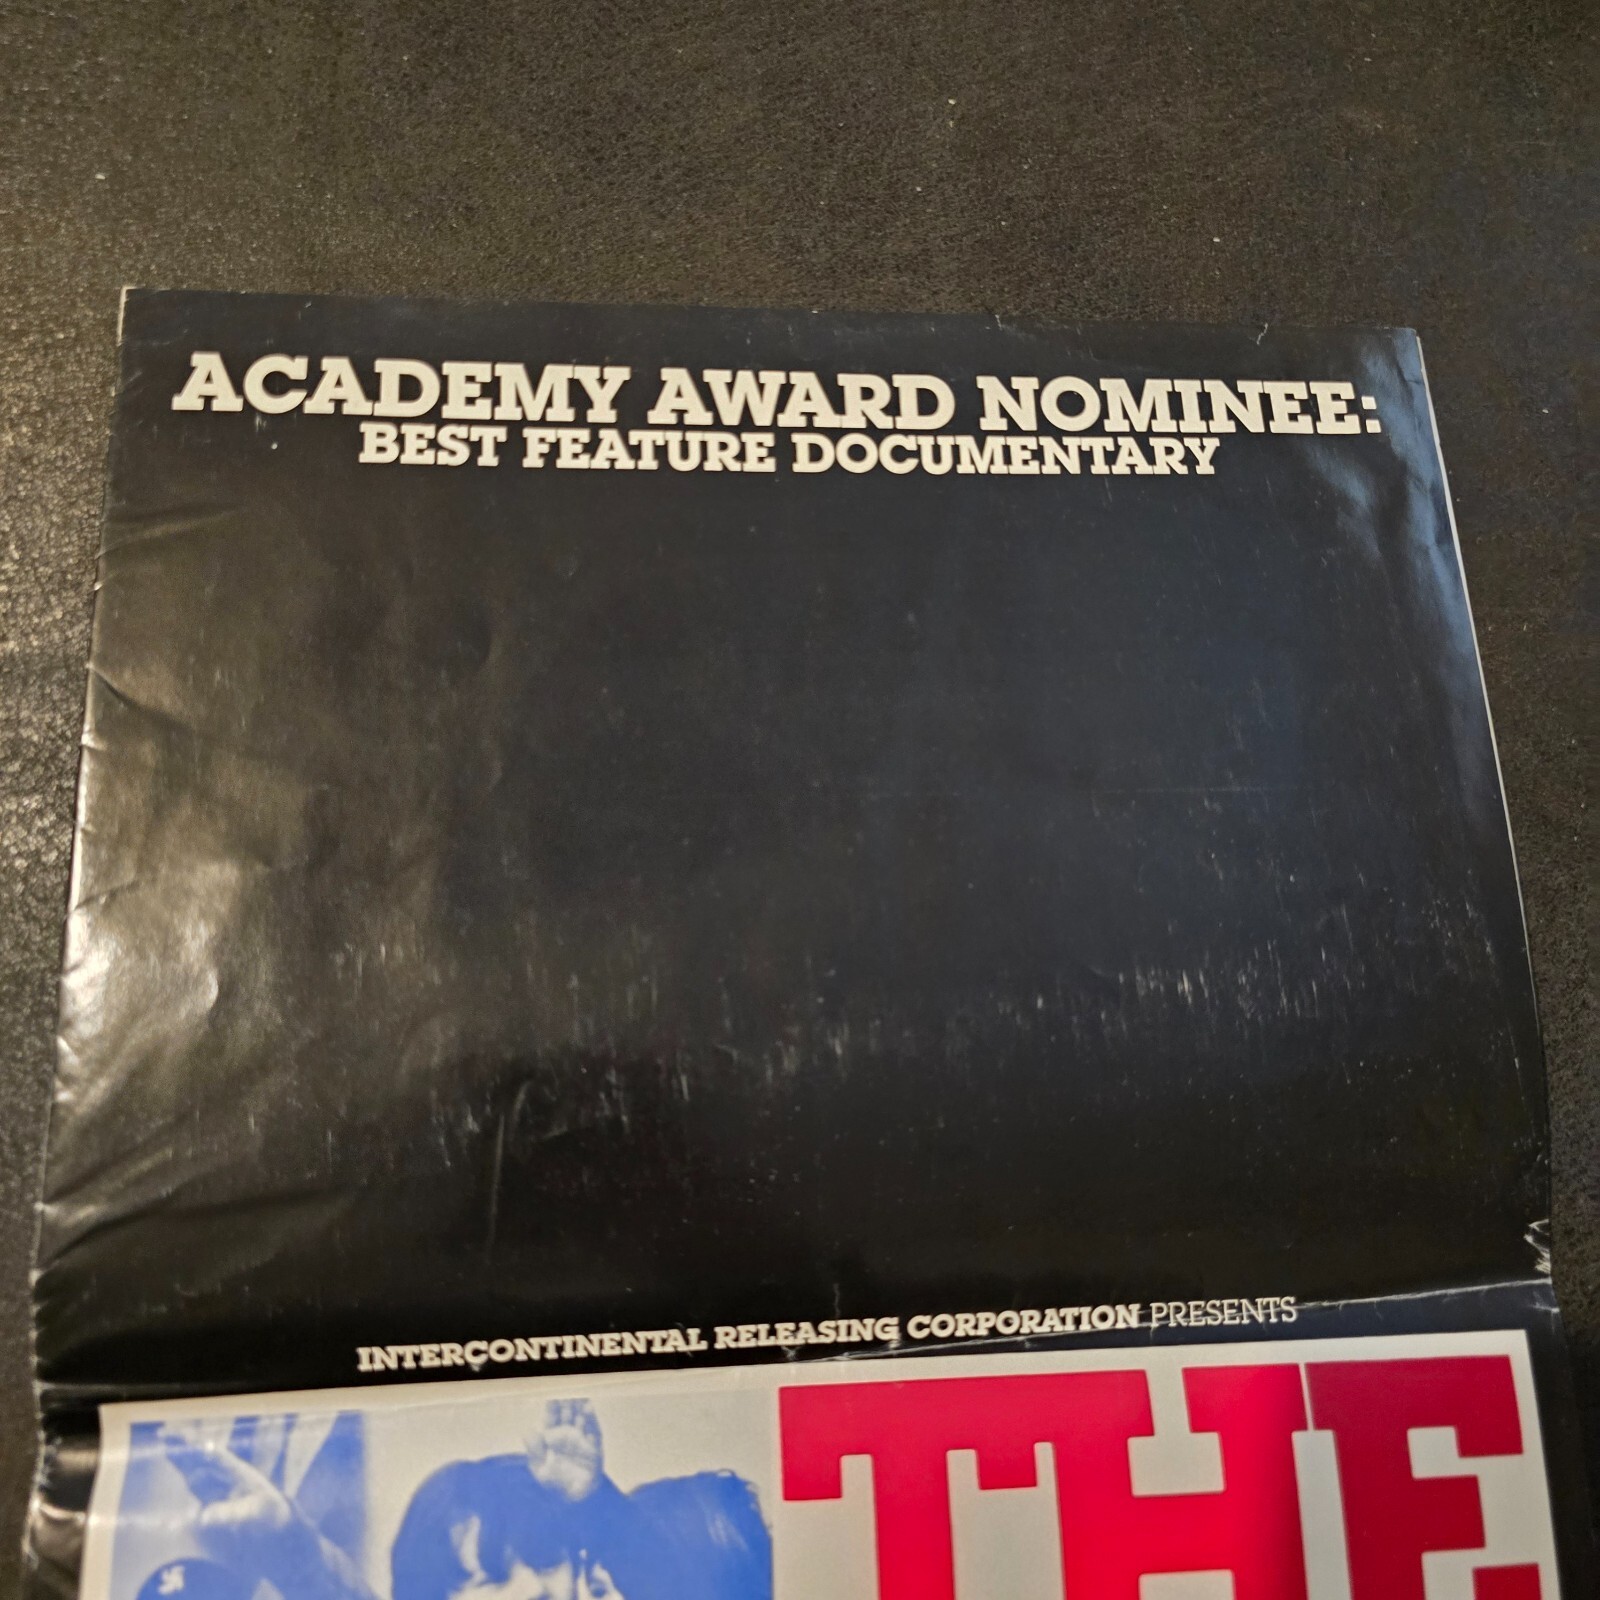 ACADEMY AWARD NOMINEE:
BEST FEATURE DOCUMENTARY
INTERCONTINENTAL RELEASING CORPORATION PRESENTS
THE